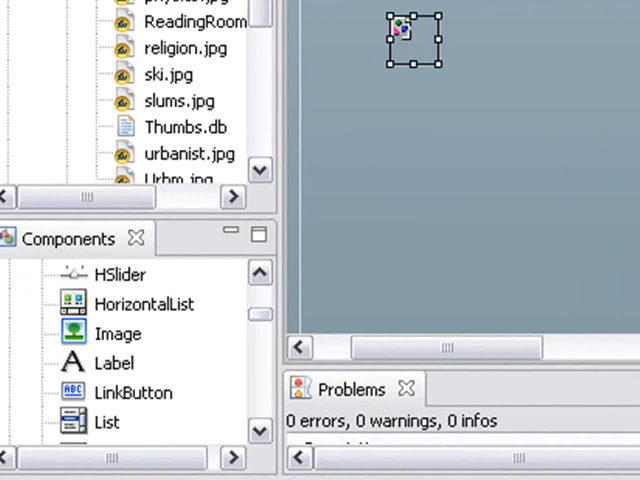 ReadingRoom
religion.jpg
ski.jpg
slums.jpg
Thumbs.db
urbanist.jpg
Components
HSlider
HorizontalList
Image
A Label
ABC LinkButton
List
Problems
0 errors, 0 warnings, 0 infos